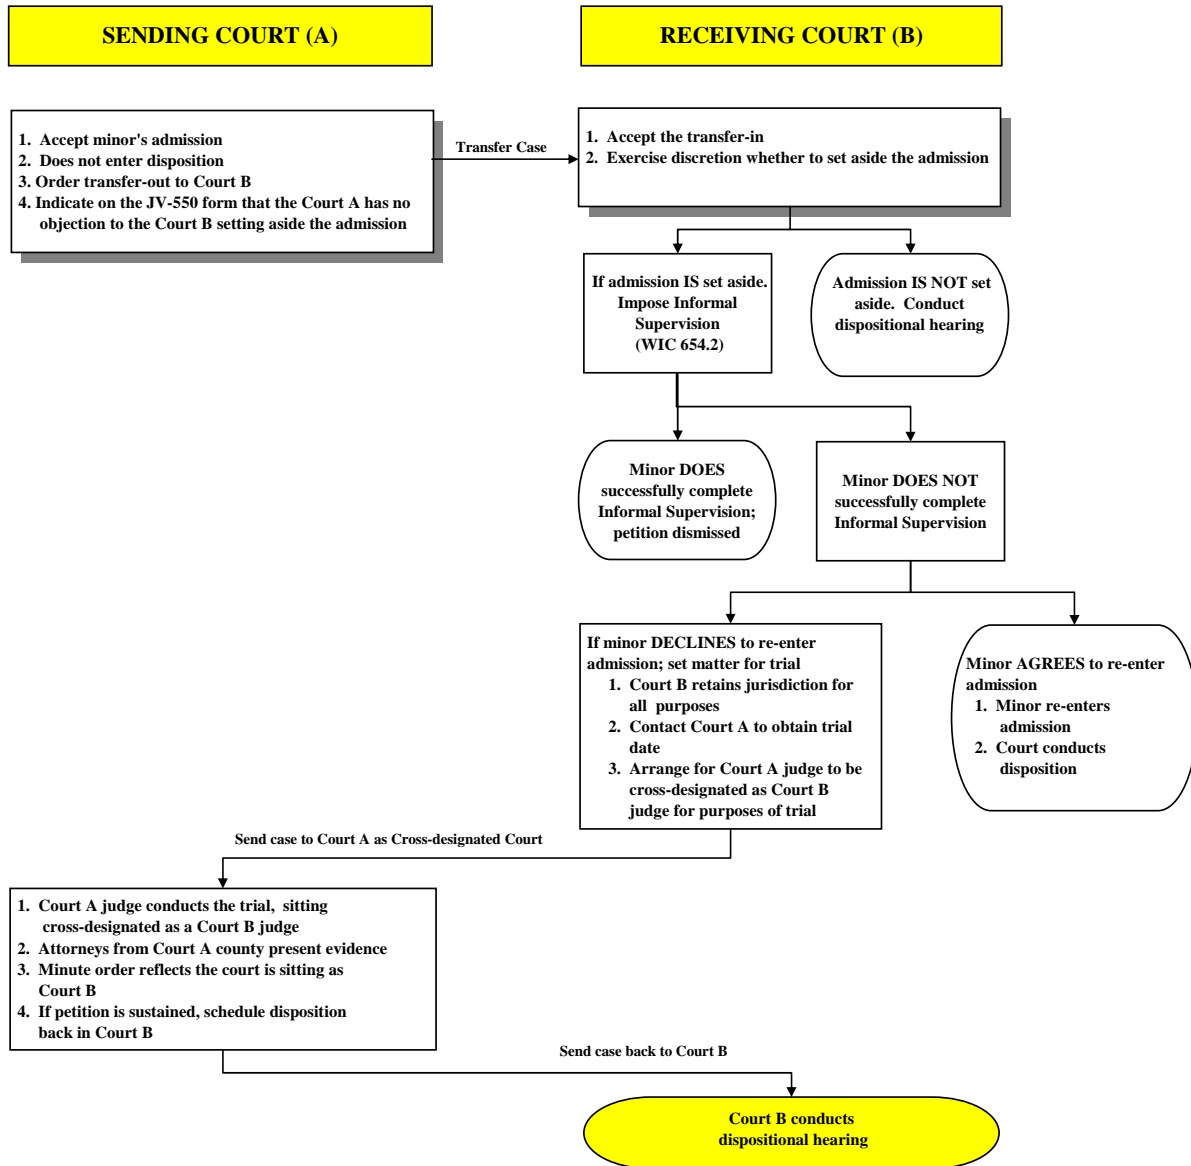 SENDING COURT (A)
RECEIVING COURT (B)
1. Accept minor's admission
2. Does not enter disposition
3. Order transfer-out to Court B
4. Indicate on the JV-550 form that the Court A has no
objection to the Court B setting aside the admission
Transfer Case
1. Accept the transfer-in
2. Exercise discretion whether to set aside the admission
If admission IS set aside.
Impose Informal
Supervision
(WIC 654.2)
Admission IS NOT set
aside. Conduct
dispositional hearing
Minor DOES
successfully complete
Informal Supervision;
petition dismissed
Minor DOES NOT
successfully complete
Informal Supervision
If minor DECLINES to re-enter
admission; set matter for trial
1. Court B retains jurisdiction for
all purposes
2. Contact Court A to obtain trial
date
3. Arrange for Court A judge to be
cross-designated as Court B
judge for purposes of trial
Minor AGREES to re-enter
admission
1. Minor re-enters
admission
2. Court conducts
disposition
Send case to Court A as Cross-designated Court
1. Court A judge conducts the trial, sitting
cross-designated as a Court B judge
2. Attorneys from Court A county present evidence
3. Minute order reflects the court is sitting as
Court B
4. If petition is sustained, schedule disposition
back in Court B
Send case back to Court B
Court B conducts
dispositional hearing